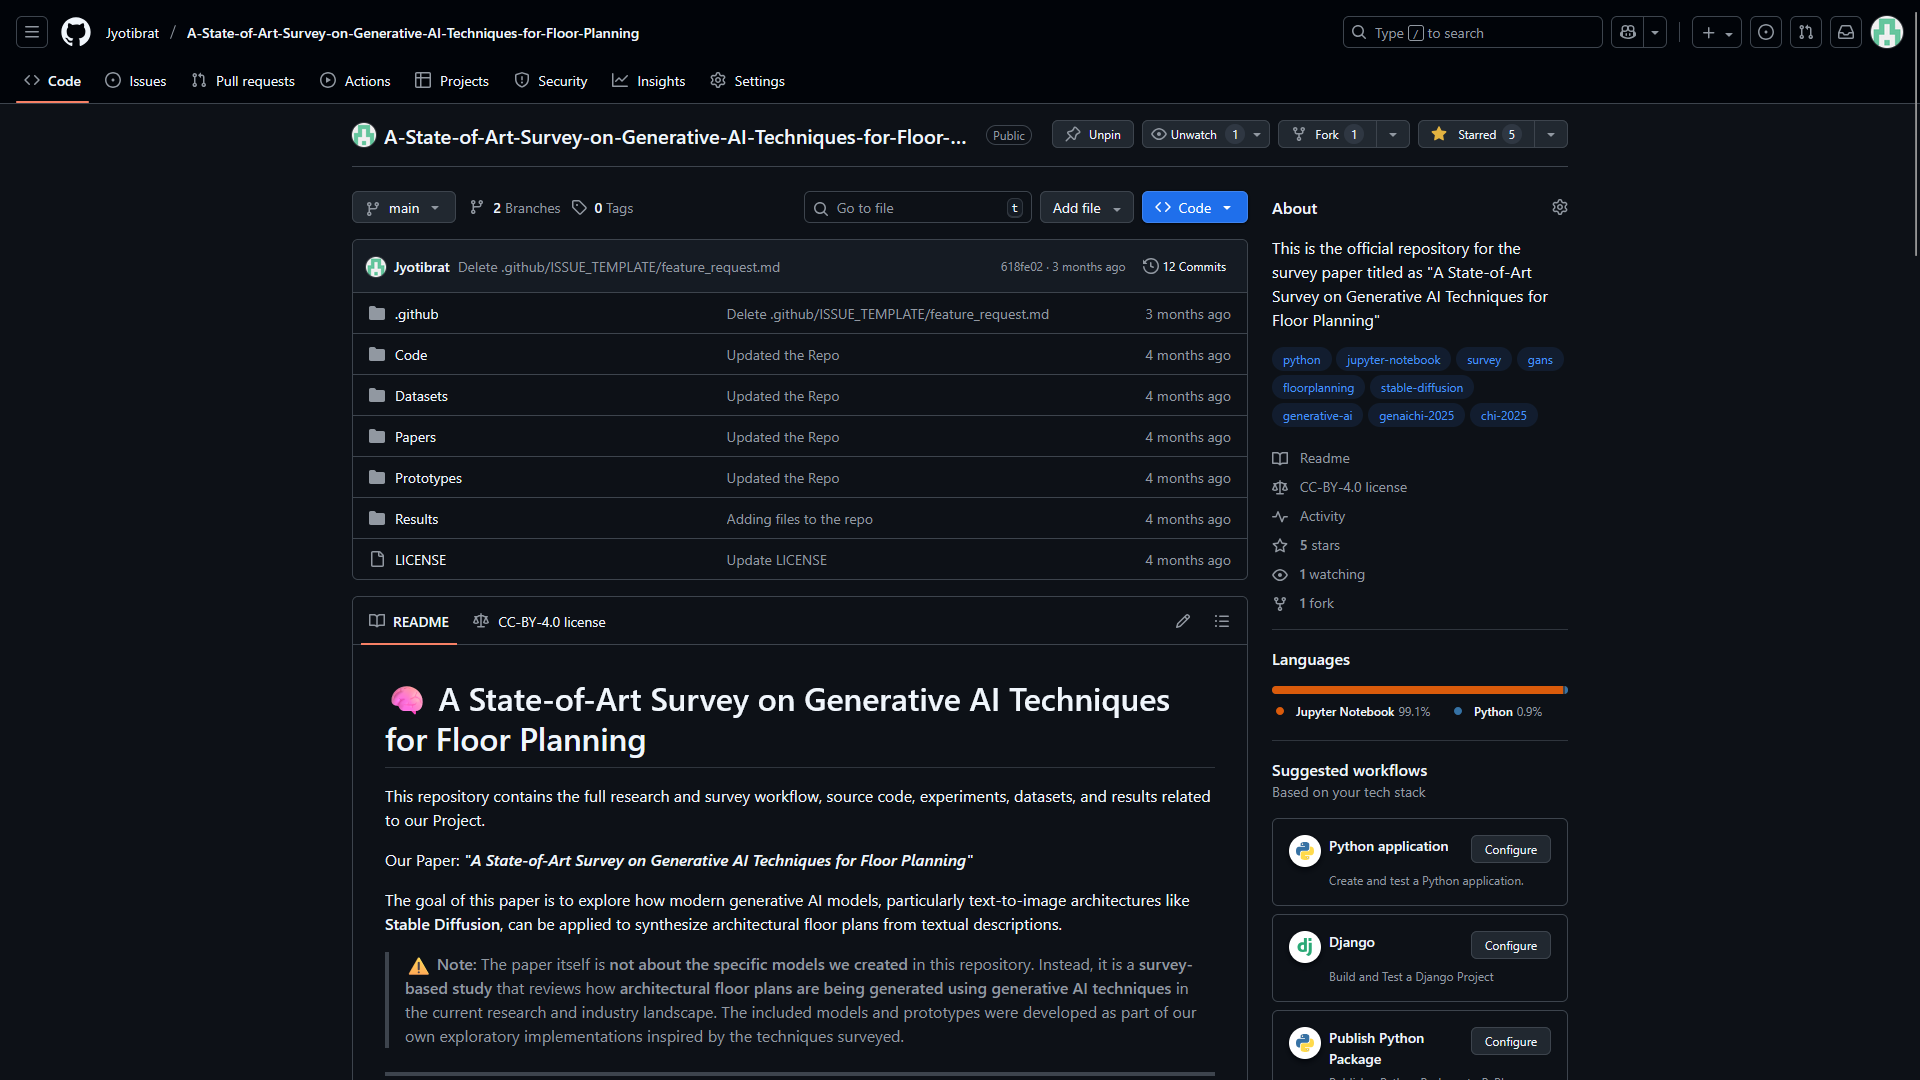 Jyotibrat / A-State-of-Art-Survey-on-Generative-AI-Techniques-for-Floor-Planning
Type / to search
Code
Issues
Pull requests
Actions
Projects
Security
Insights
Settings
A-State-of-Art-Survey-on-Generative-AI-Techniques-for-Floor-...
Public
Unpin
Unwatch 1
Fork 1
Starred 5
main
2 Branches
0 Tags
Go to file
t
Add file
Code
Jyotibrat Delete .github/ISSUE_TEMPLATE/feature_request.md 618fe02 · 3 months ago 12 Commits
.github Delete .github/ISSUE_TEMPLATE/feature_request.md 3 months ago
Code Updated the Repo 4 months ago
Datasets Updated the Repo 4 months ago
Papers Updated the Repo 4 months ago
Prototypes Updated the Repo 4 months ago
Results Adding files to the repo 4 months ago
LICENSE Update LICENSE 4 months ago
README
CC-BY-4.0 license
A State-of-Art Survey on Generative AI Techniques
for Floor Planning
This repository contains the full research and survey workflow, source code, experiments, datasets, and results related
to our Project.
Our Paper: "A State-of-Art Survey on Generative AI Techniques for Floor Planning"
The goal of this paper is to explore how modern generative AI models, particularly text-to-image architectures like
Stable Diffusion, can be applied to synthesize architectural floor plans from textual descriptions.
Note: The paper itself is not about the specific models we created in this repository. Instead, it is a survey-
based study that reviews how architectural floor plans are being generated using generative AI techniques in
the current research and industry landscape. The included models and prototypes were developed as part of our
own exploratory implementations inspired by the techniques surveyed.
About
This is the official repository for the
survey paper titled as "A State-of-Art
Survey on Generative AI Techniques for
Floor Planning"
python jupyter-notebook survey gans
floorplanning stable-diffusion
generative-ai genaichi-2025 chi-2025
Readme
CC-BY-4.0 license
Activity
5 stars
1 watching
1 fork
Languages
Jupyter Notebook 99.1% Python 0.9%
Suggested workflows
Based on your tech stack
Python application
Configure
Create and test a Python application.
dj
Django
Configure
Build and Test a Django Project
Publish Python
Package
Configure